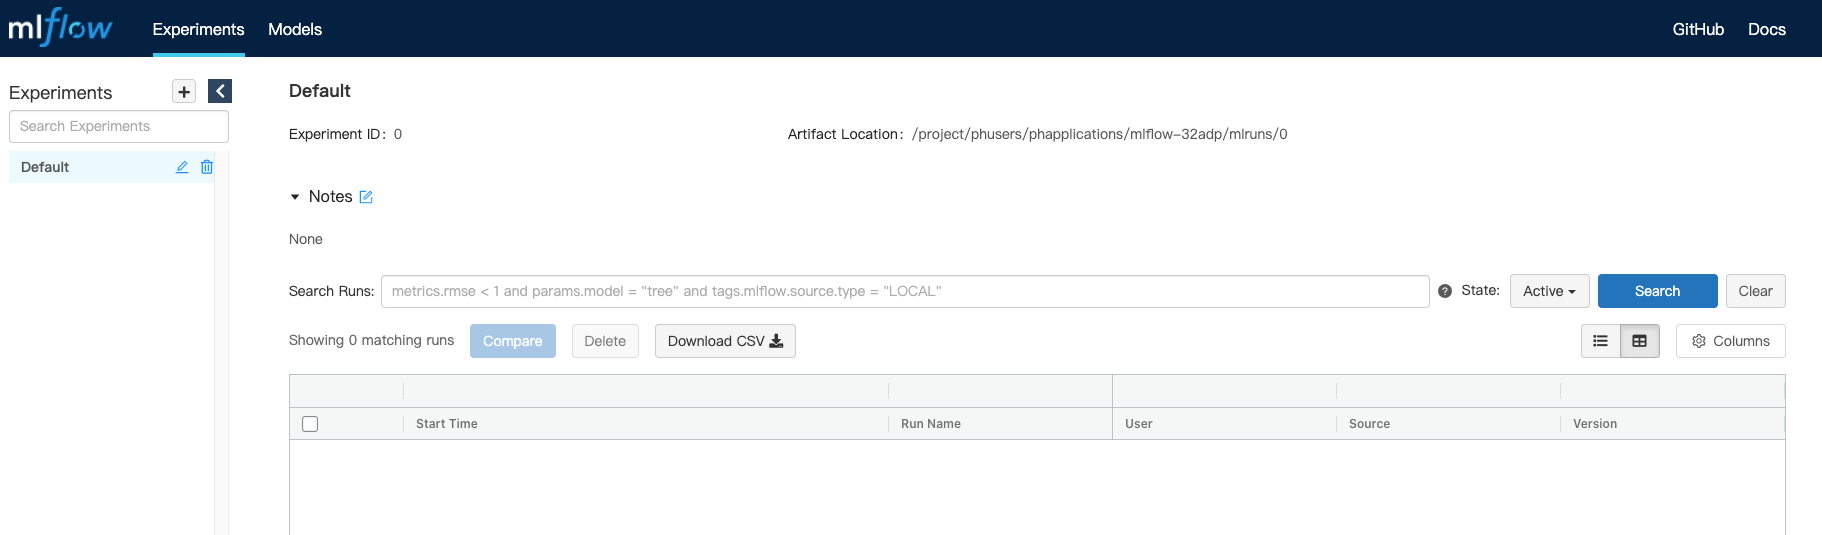 mlflow Experiments Models GitHub Docs
Experiments
Search Experiments
Default
Default
Experiment ID: 0 Artifact Location: /project/phusers/phapplications/mlflow-32adp/mlruns/0
Notes
None
Search Runs: metrics.rmse < 1 and params.model = "tree" and tags.mlflow.source.type = "LOCAL" State: Active Search Clear
Showing 0 matching runs Compare Delete Download CSV Columns
Start Time Run Name User Source Version